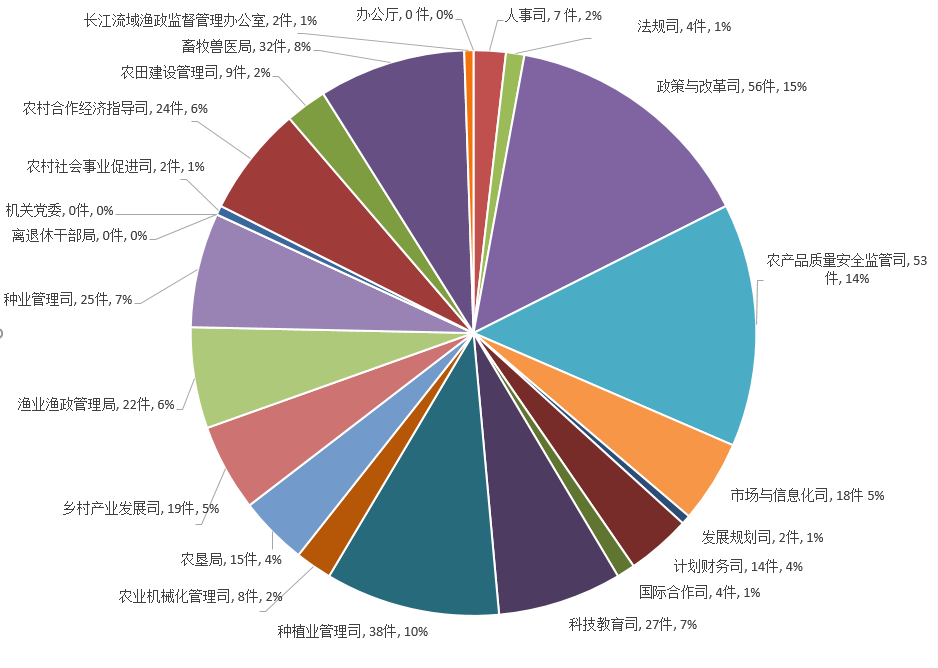 办公厅, 0 件, 0%
人事司, 7 件, 2%
法规司, 4件, 1%
政策与改革司, 56件, 15%
农产品质量安全监管司, 53
件, 14%
市场与信息化司, 18件 5%
发展规划司, 2件, 1%
计划财务司, 14件, 4%
国际合作司, 4件, 1%
科技教育司, 27件, 7%
种植业管理司, 38件, 10%
农业机械化管理司, 8件, 2%
农垦局, 15件, 4%
乡村产业发展司, 19件, 5%
渔业渔政管理局, 22件, 6%
种业管理司, 25件, 7%
离退休干部局, 0件, 0%
机关党委, 0件, 0%
农村社会事业促进司, 2件, 1%
农村合作经济指导司, 24件, 6%
农田建设管理司, 9件, 2%
畜牧兽医局, 32件, 8%
长江流域渔政监督管理办公室, 2件, 1%